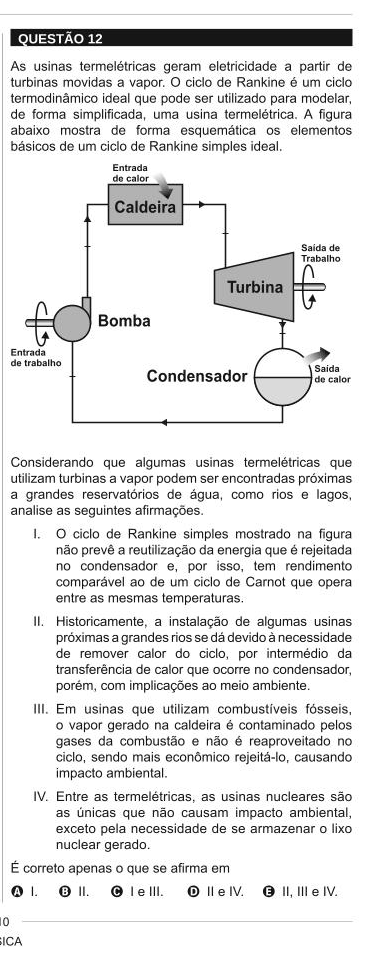 QUESTÃO 12
As usinas termelétricas geram eletricidade a partir de
turbinas movidas a vapor. O ciclo de Rankine é um ciclo
termodinâmico ideal que pode ser utilizado para modelar,
de forma simplificada, uma usina termelétrica. A figura
abaixo mostra de forma esquemática os elementos
básicos de um ciclo de Rankine simples ideal.
Entrada
de calor
Caldeira
Saída de
Trabalho
Turbina
Bomba
Entrada
de trabalho
Condensador
Saída
de calor
Considerando que algumas usinas termelétricas que
utilizam turbinas a vapor podem ser encontradas próximas
a grandes reservatórios de água, como rios e lagos,
analise as seguintes afirmações.
I. O ciclo de Rankine simples mostrado na figura
não prevê a reutilização da energia que é rejeitada
no condensador e, por isso, tem rendimento
comparável ao de um ciclo de Carnot que opera
entre as mesmas temperaturas.
II. Historicamente, a instalação de algumas usinas
próximas a grandes rios se dá devido à necessidade
de remover calor do ciclo, por intermédio da
transferência de calor que ocorre no condensador,
porém, com implicações ao meio ambiente.
III. Em usinas que utilizam combustíveis fósseis,
o vapor gerado na caldeira é contaminado pelos
gases da combustão e não é reaproveitado no
ciclo, sendo mais econômico rejeitá-lo, causando
impacto ambiental.
IV. Entre as termelétricas, as usinas nucleares são
as únicas que não causam impacto ambiental,
exceto pela necessidade de se armazenar o lixo
nuclear gerado.
É correto apenas o que se afirma em
A I. B II. C I e III. D II e IV. E II, III e IV.
10
SICA